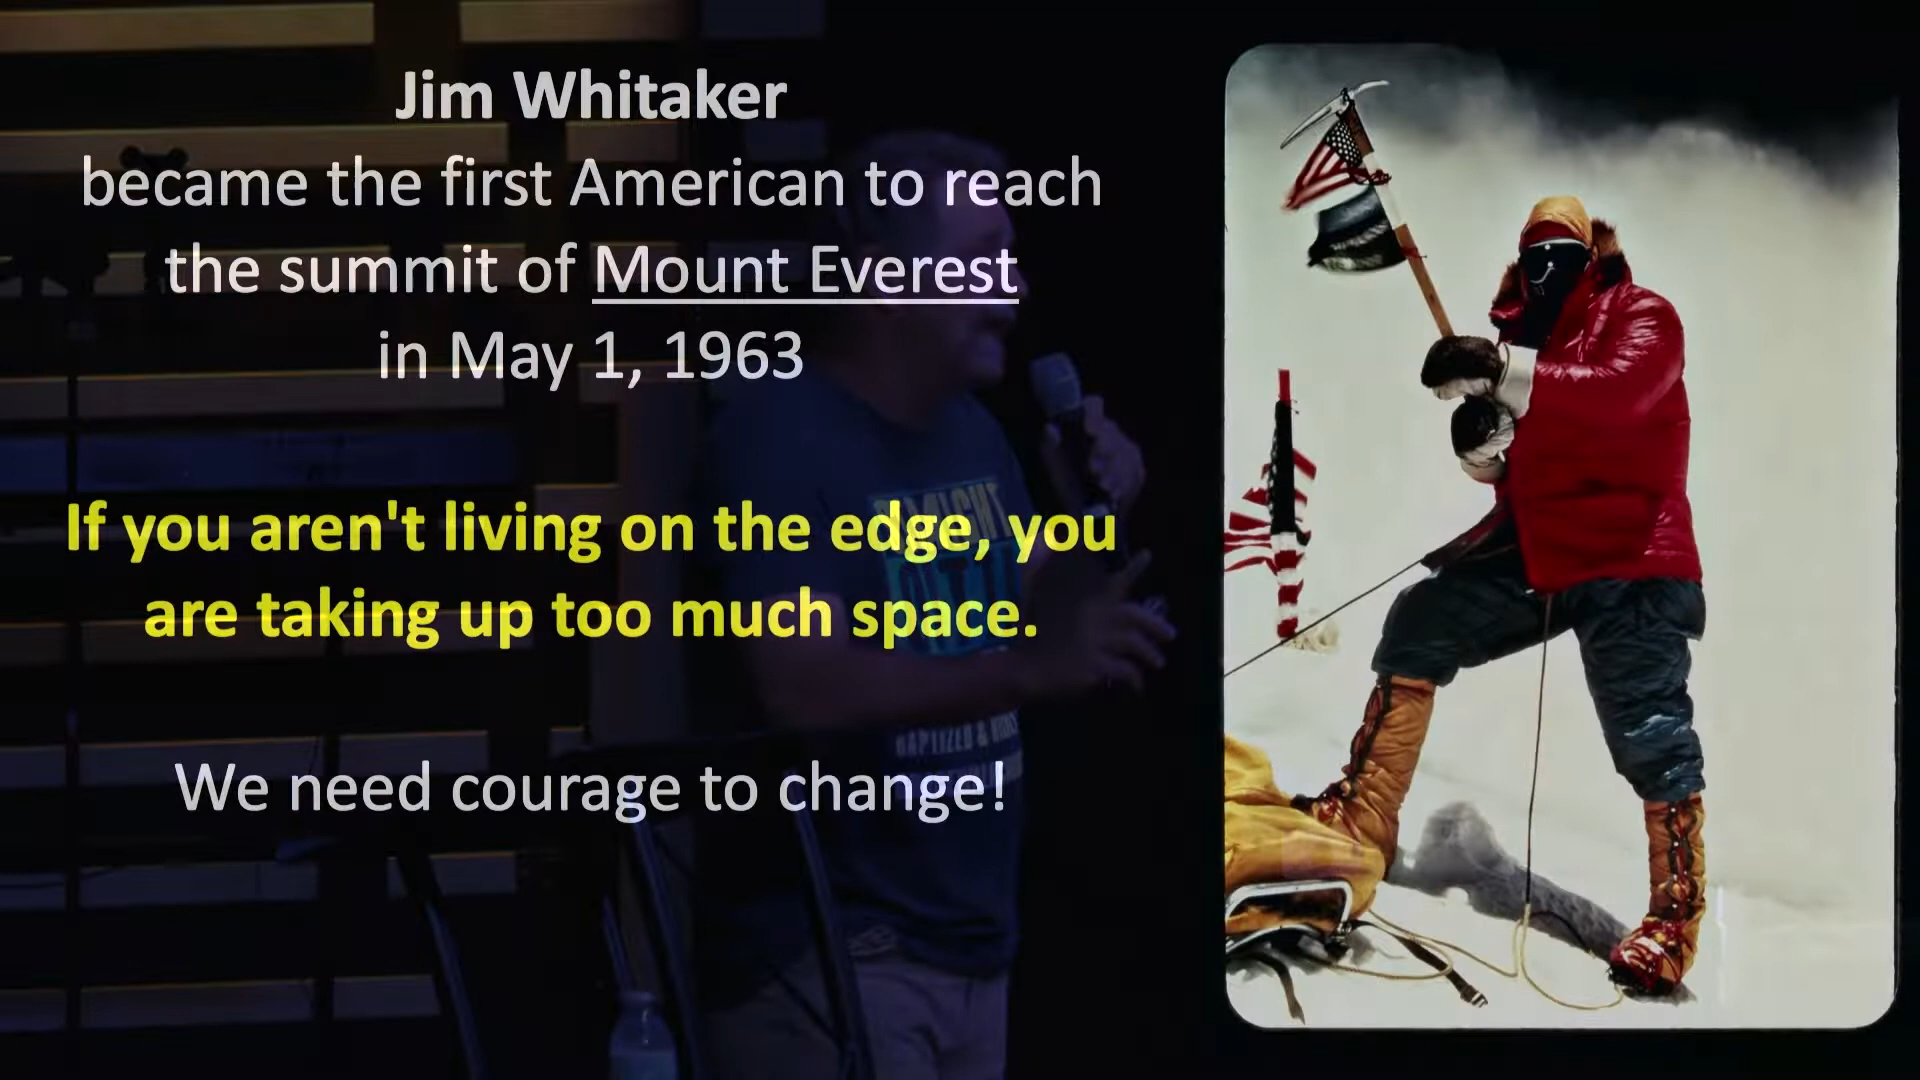 Jim Whitaker
became the first American to reach
the summit of Mount Everest
in May 1, 1963
If you aren't living on the edge, you
are taking up too much space.
We need courage to change!